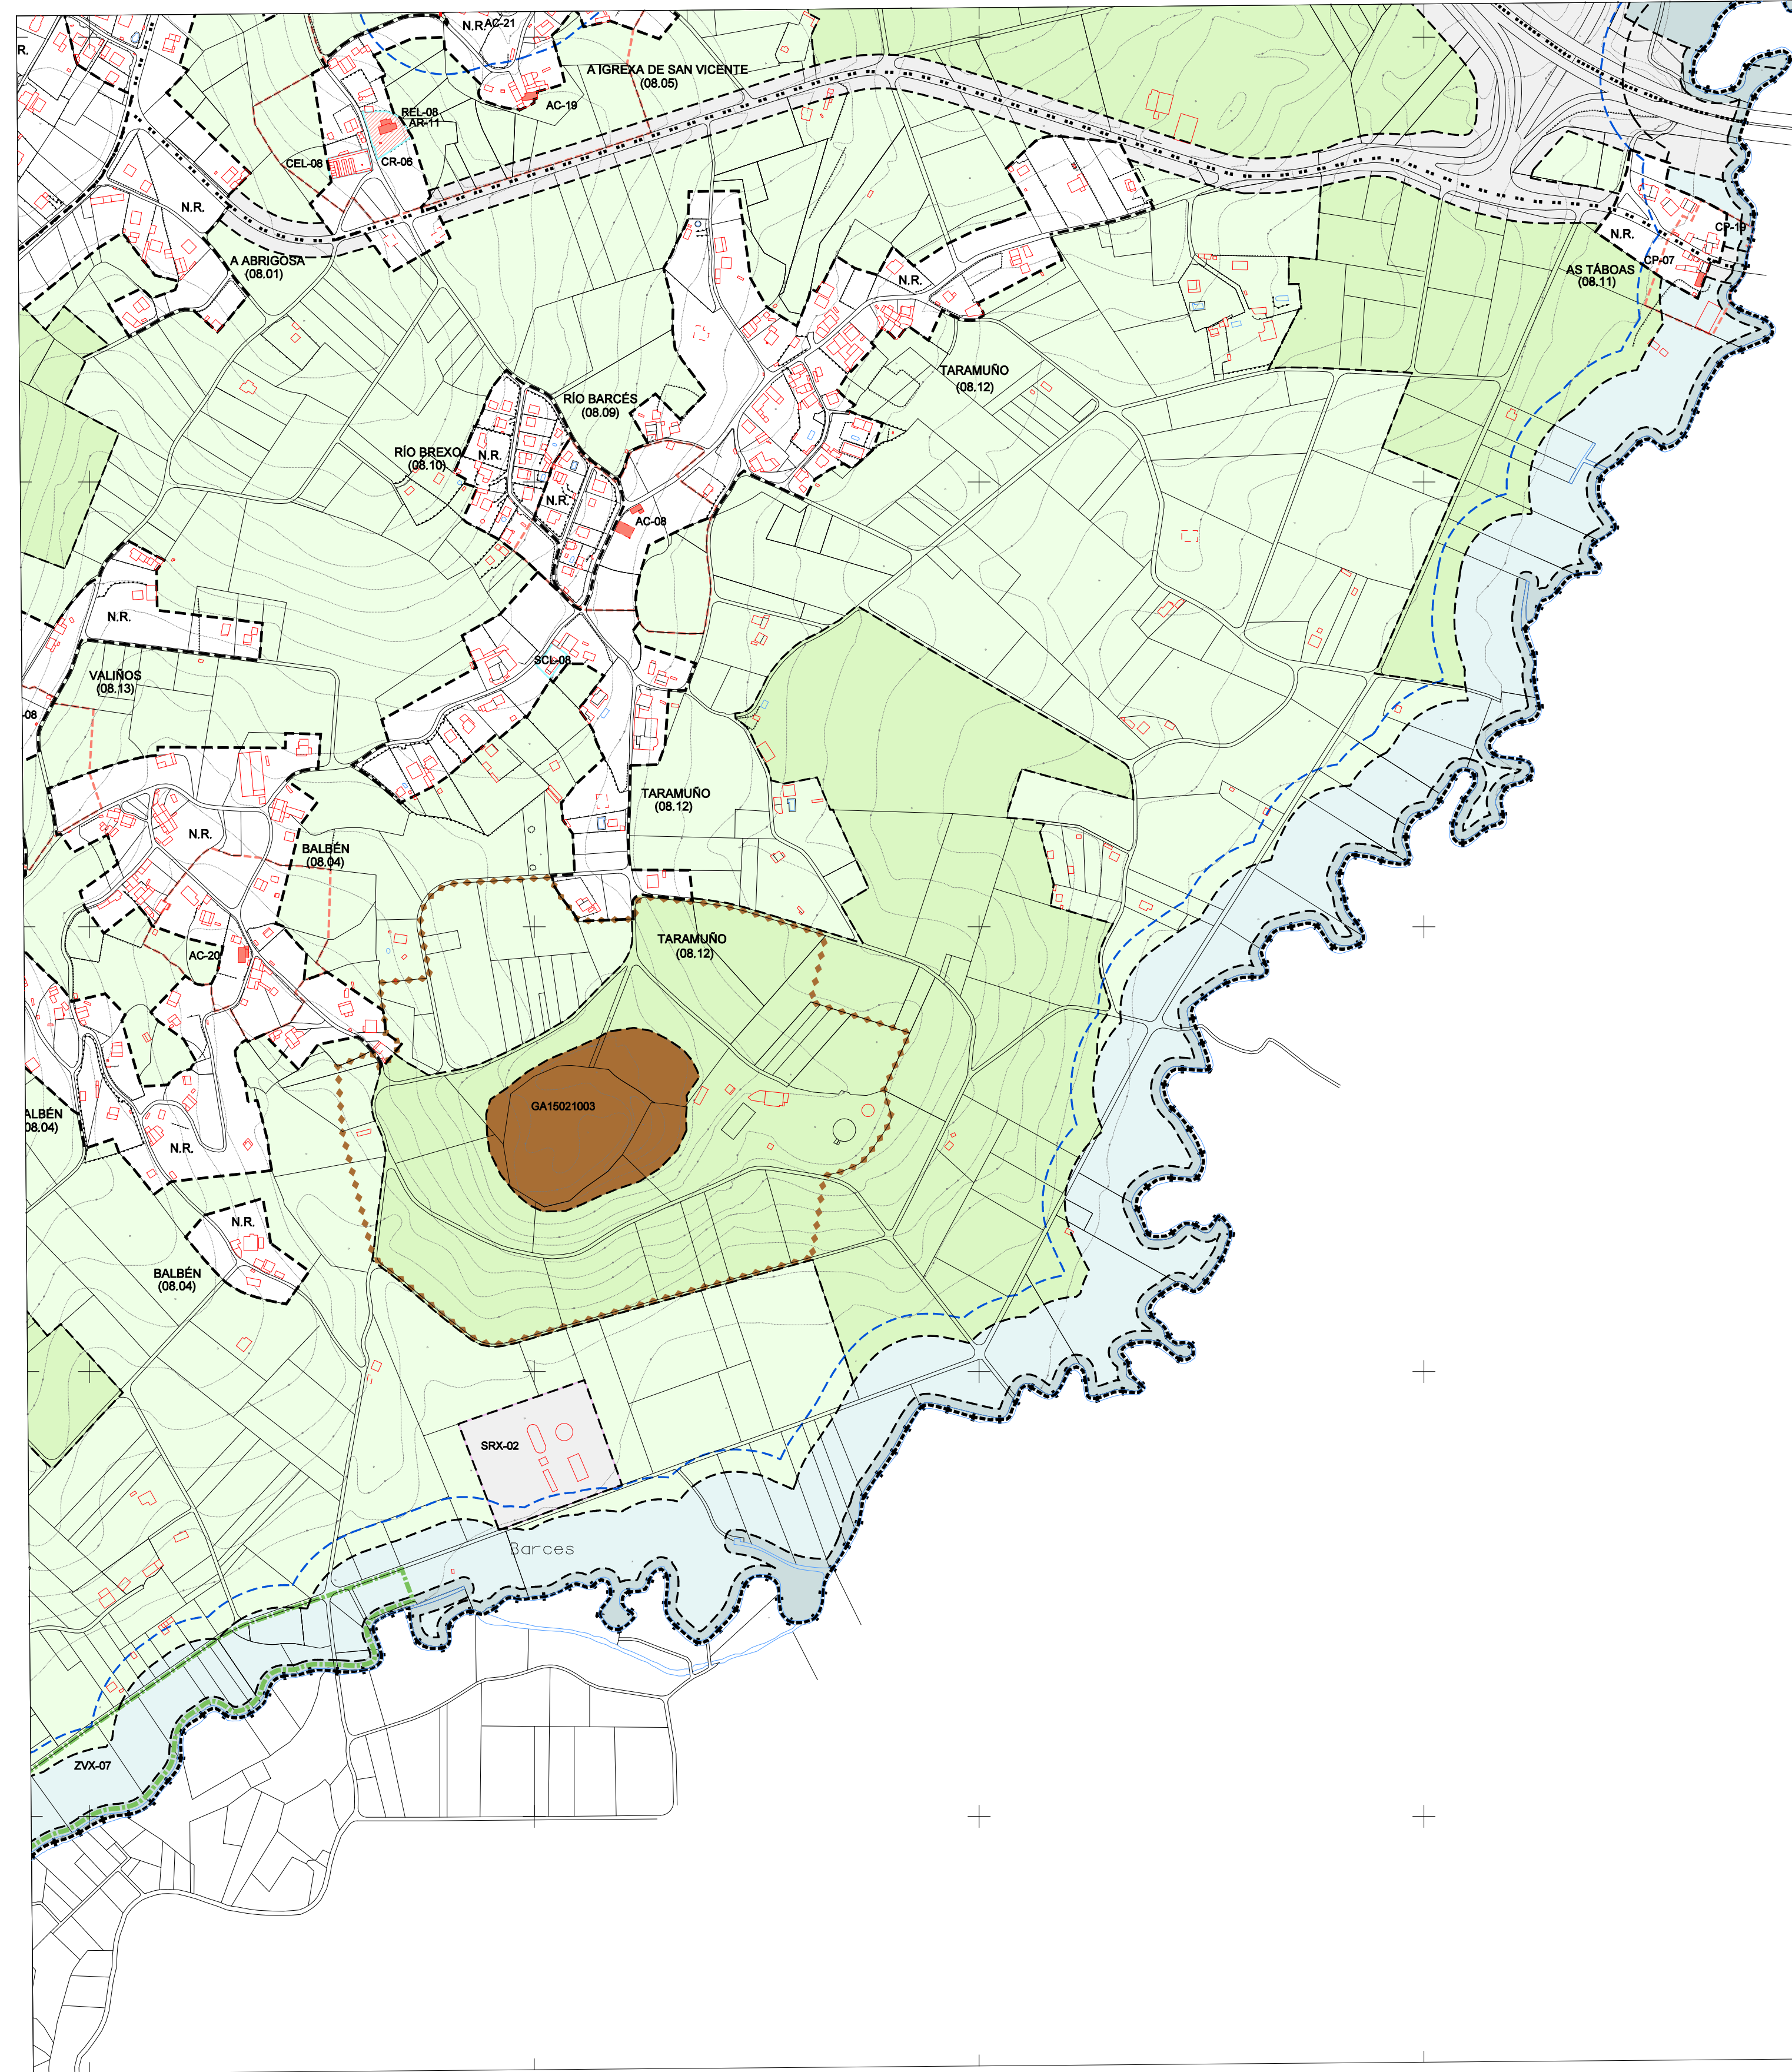 N.R.
AC-21
R.
A IGREXA DE SAN VICENTE
(08.05)
AC-19
REL-08
AR-11
CEL-08
CR-06
N.R.
A ABRIGOSA
(08.01)
N.R.
CP-19
N.R.
CP-07
AS TÁBOAS
(08.11)
TARAMUÑO
(08.12)
RÍO BARCÉS
(08.09)
RÍO BREXO
(08.10)
N.R.
N.R.
AC-08
N.R.
SCL-08
VALIÑOS
(08.13)
-08
TARAMUÑO
(08.12)
N.R.
BALBÉN
(08.04)
TARAMUÑO
(08.12)
AC-20
GA15021003
ALBÉN
08.04)
N.R.
N.R.
BALBÉN
(08.04)
SRX-02
Barces
ZVX-07